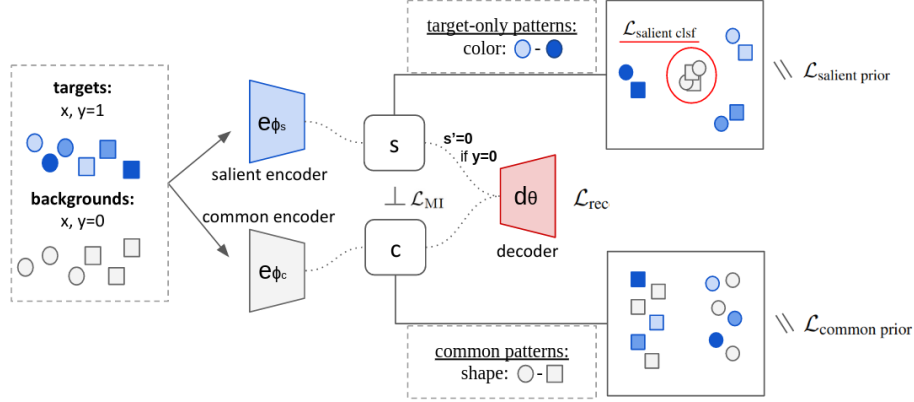 targets:
x, y=1
backgrounds:
x, y=0
eϕs
salient encoder
common encoder
eϕc
target-only patterns:
color: -
s
s'=0
if y=0
⊥ ℒMI
c
dθ
decoder
ℒrec
common patterns:
shape: -
ℒsalient clsf
\\ ℒsalient prior
\\ ℒcommon prior